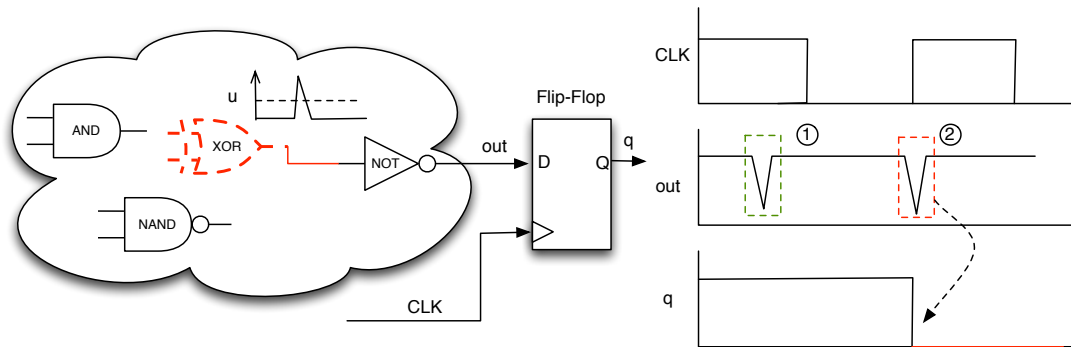 u
AND
XOR
NOT
NAND
out
CLK
Flip-Flop
D
Q
q
CLK
1
2
out
q